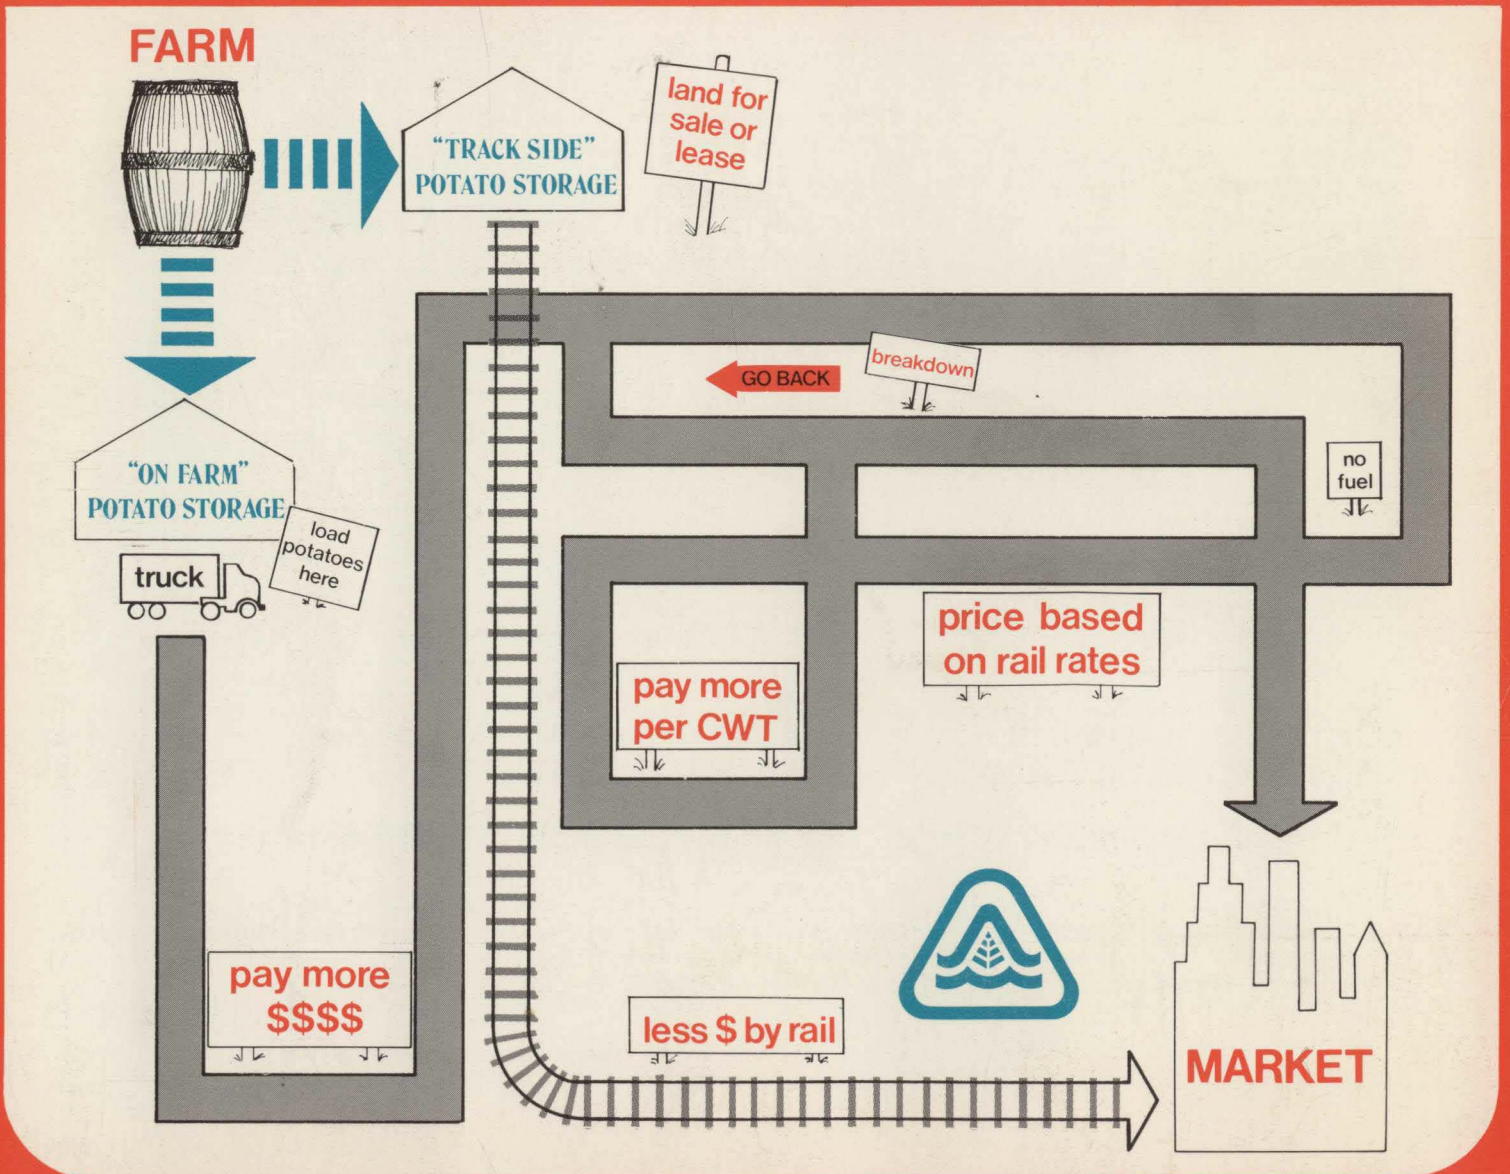 FARM
"TRACK SIDE"
POTATO STORAGE
land for
sale or
lease
GO BACK
breakdown
no
fuel
"ON FARM"
POTATO STORAGE
load
potatoes
here
truck
price based
on rail rates
pay more
per CWT
pay more
$$$$
less $ by rail
MARKET